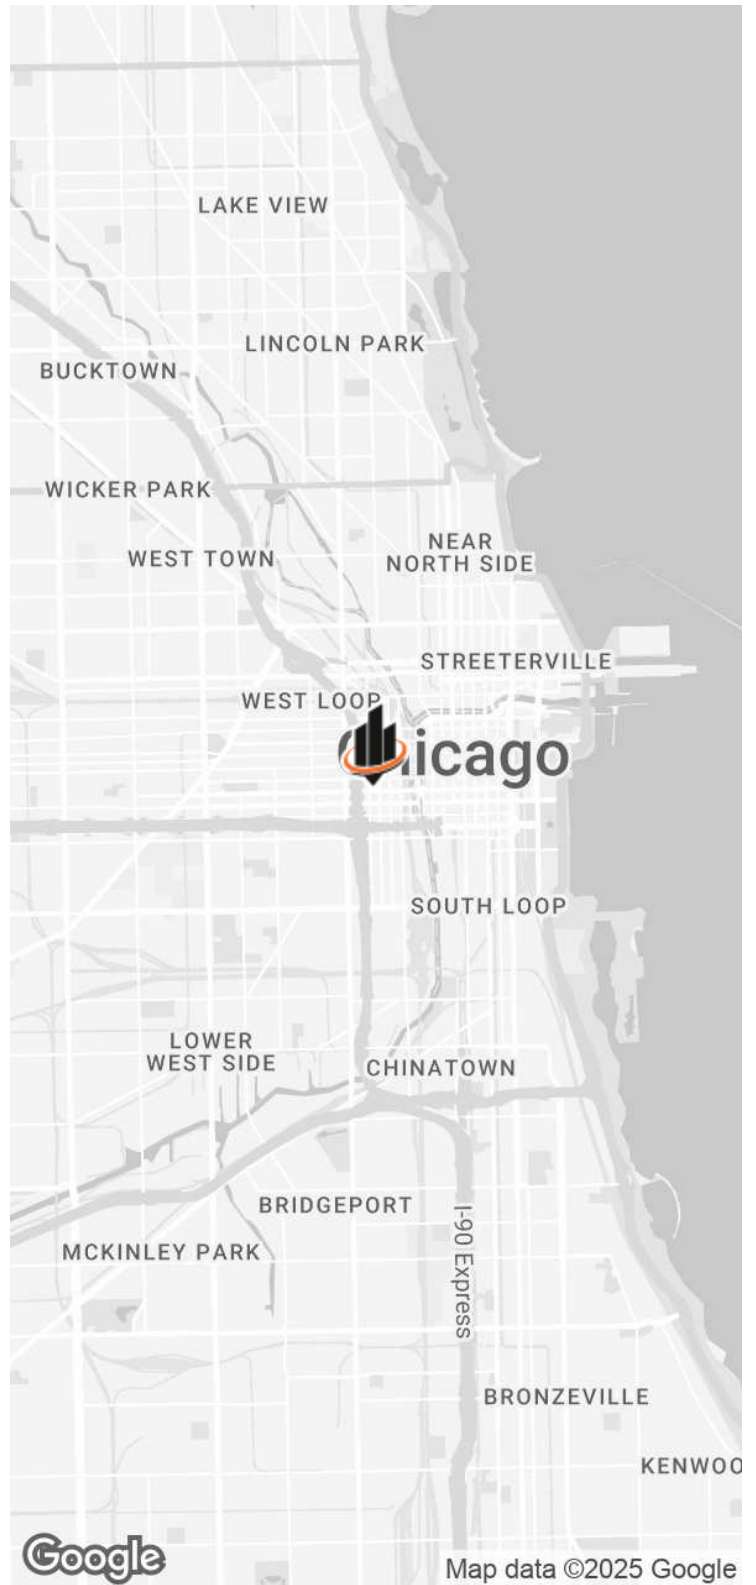 LAKE VIEW
LINCOLN PARK
BUCKTOWN
WICKER PARK
WEST TOWN
NEAR
NORTH SIDE
STREETERVILLE
WEST LOOP
Chicago
SOUTH LOOP
LOWER
WEST SIDE
CHINATOWN
BRIDGEPORT
I-90 Express
MCKINLEY PARK
BRONZEVILLE
KENWOO
Google
Map data ©2025 Google